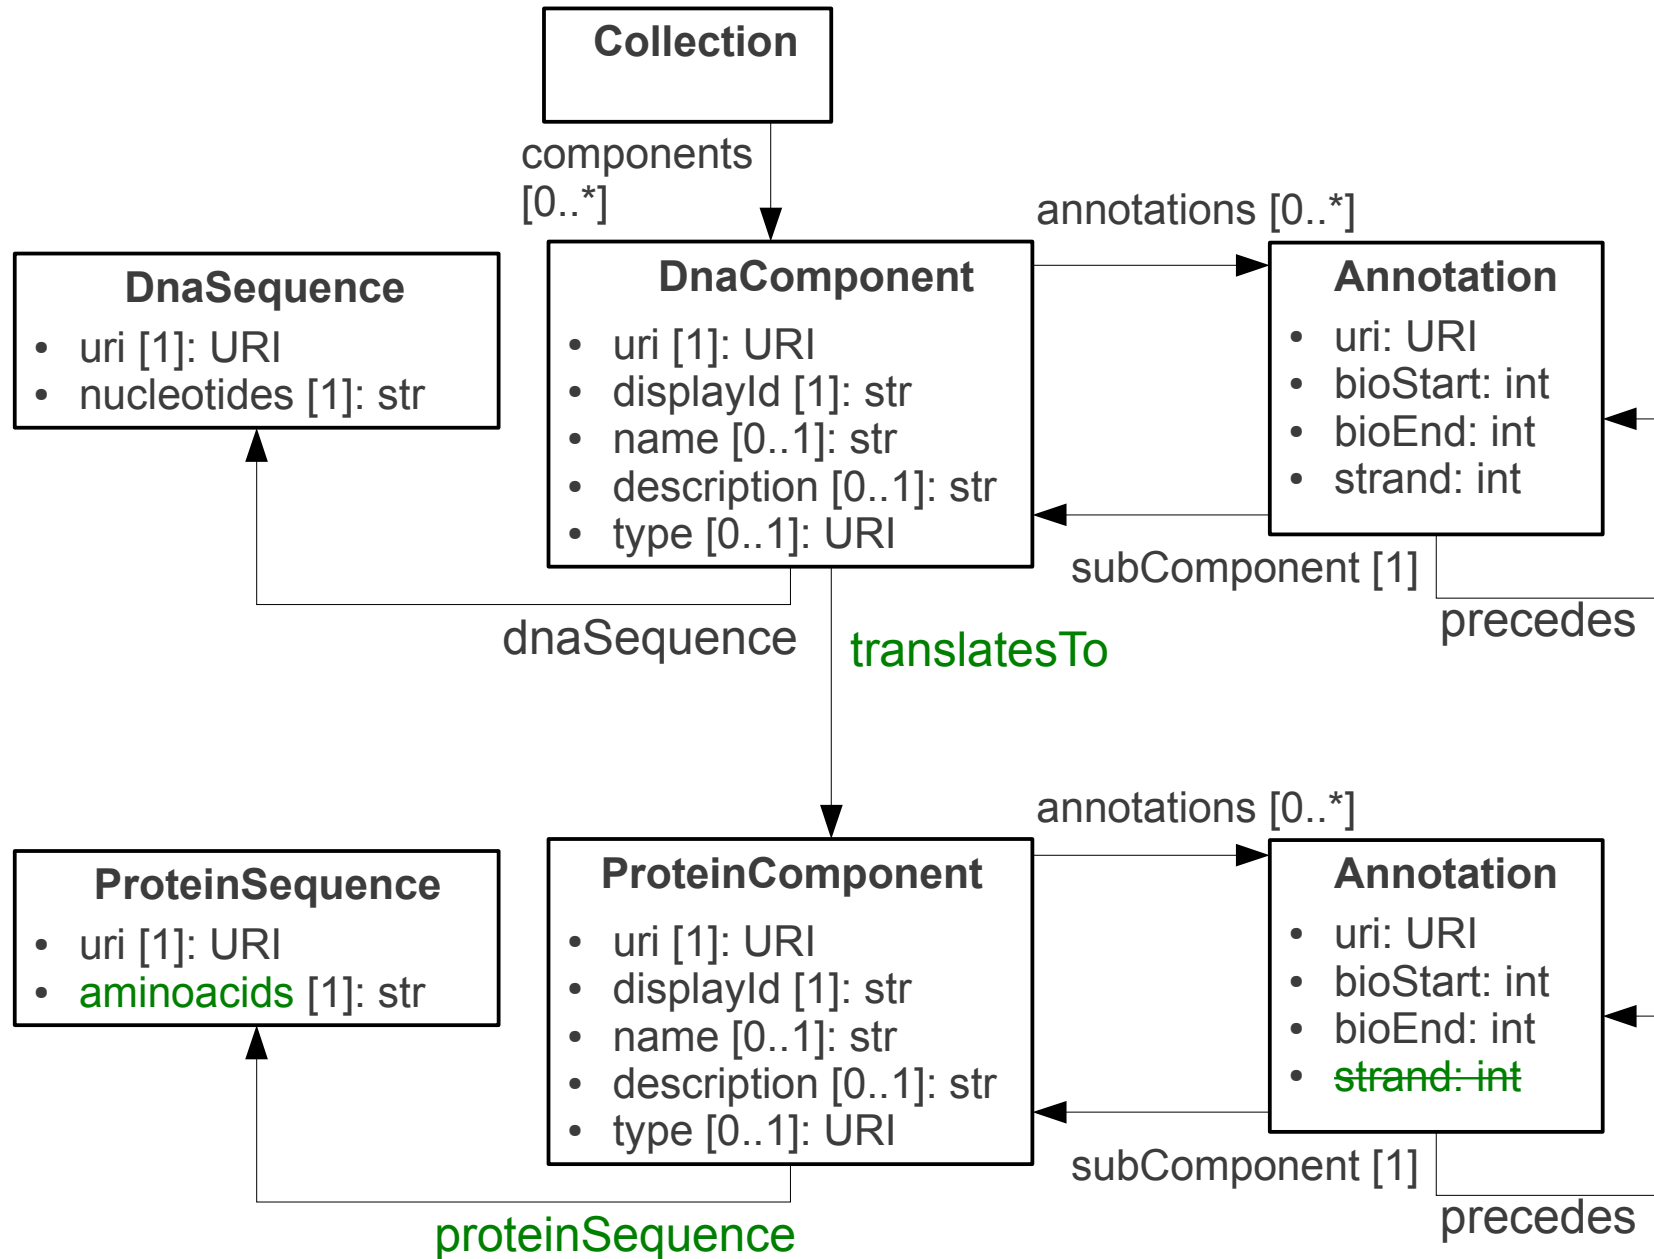 Collection
components
[0..*]
annotations [0..*]
DnaSequence
• uri [1]: URI
• nucleotides [1]: str
DnaComponent
• uri [1]: URI
• displayId [1]: str
• name [0..1]: str
• description [0..1]: str
• type [0..1]: URI
Annotation
• uri: URI
• bioStart: int
• bioEnd: int
• strand: int
subComponent [1]
precedes
dnaSequence
translatesTo
annotations [0..*]
ProteinSequence
• uri [1]: URI
• aminoacids [1]: str
ProteinComponent
• uri [1]: URI
• displayId [1]: str
• name [0..1]: str
• description [0..1]: str
• type [0..1]: URI
Annotation
• uri: URI
• bioStart: int
• bioEnd: int
• strand: int
subComponent [1]
precedes
proteinSequence